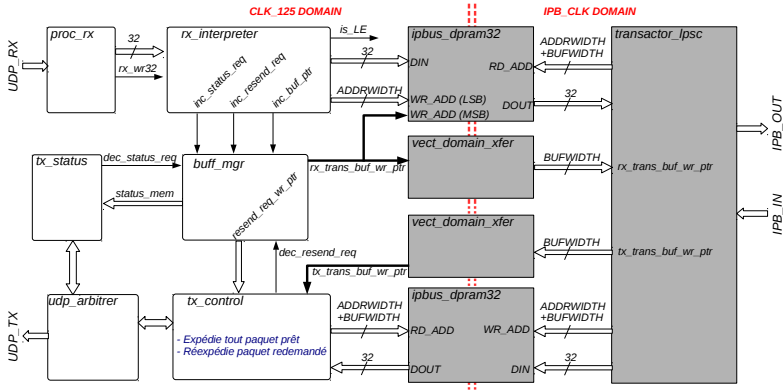 CLK_125 DOMAIN
IPB_CLK DOMAIN
proc_rx
32
rx_wr32
UDP_RX
rx_interpreter
is_LE
32
ADDRWIDTH
inc_status_req
inc_resend_req
inc_buf_ptr
ipbus_dpram32
DIN
RD_ADD
WR_ADD (LSB)
DOUT
WR_ADD (MSB)
ADDRWIDTH
+BUFWIDTH
32
transactor_lpsc
IPB_OUT
IPB_IN
tx_status
dec_status_req
status_mem
buff_mgr
resend_req_wr_ptr
rx_trans_buf_wr_ptr
vect_domain_xfer
BUFWIDTH
rx_trans_buf_wr_ptr
vect_domain_xfer
BUFWIDTH
tx_trans_buf_wr_ptr
dec_resend_req
tx_trans_buf_wr_ptr
udp_arbitrer
UDP_TX
tx_control
- Expédie tout paquet prêt
- Réexpédie paquet redemandé
ADDRWIDTH
+BUFWIDTH
32
ipbus_dpram32
RD_ADD
WR_ADD
DOUT
DIN
ADDRWIDTH
+BUFWIDTH
32